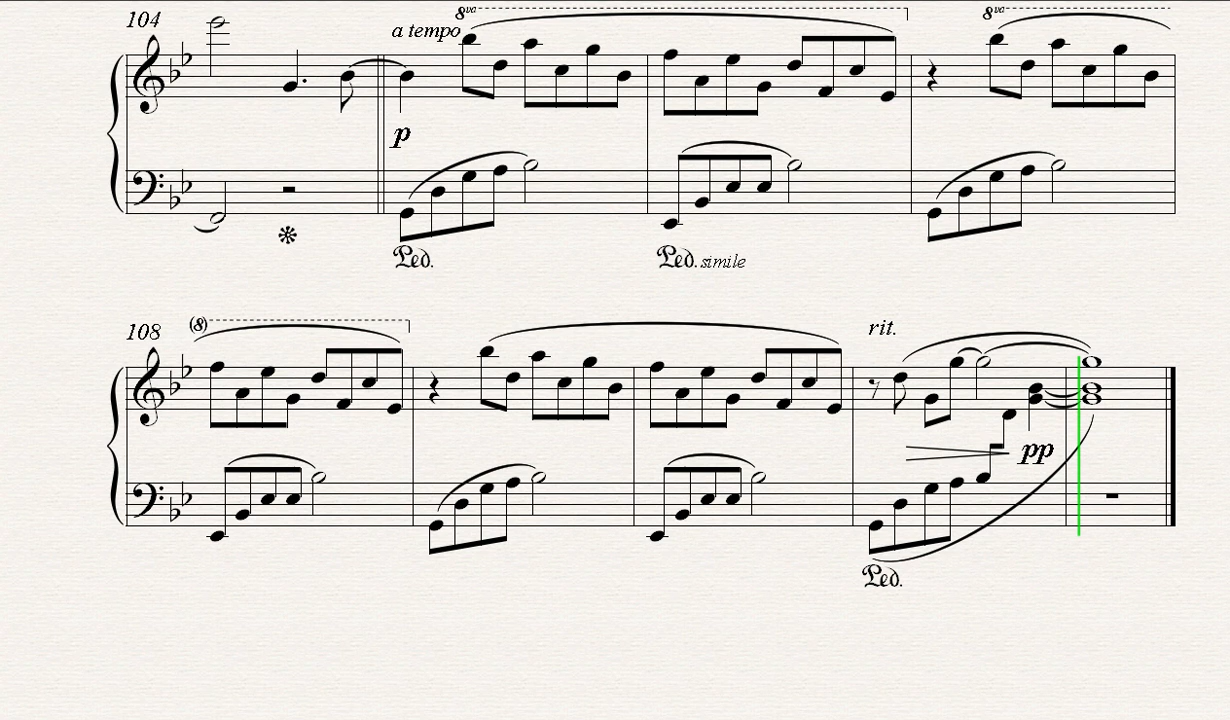 104
8va
8va
a tempo
p
Ped.
Ped. simile
108
(8)
rit.
pp
Ped.